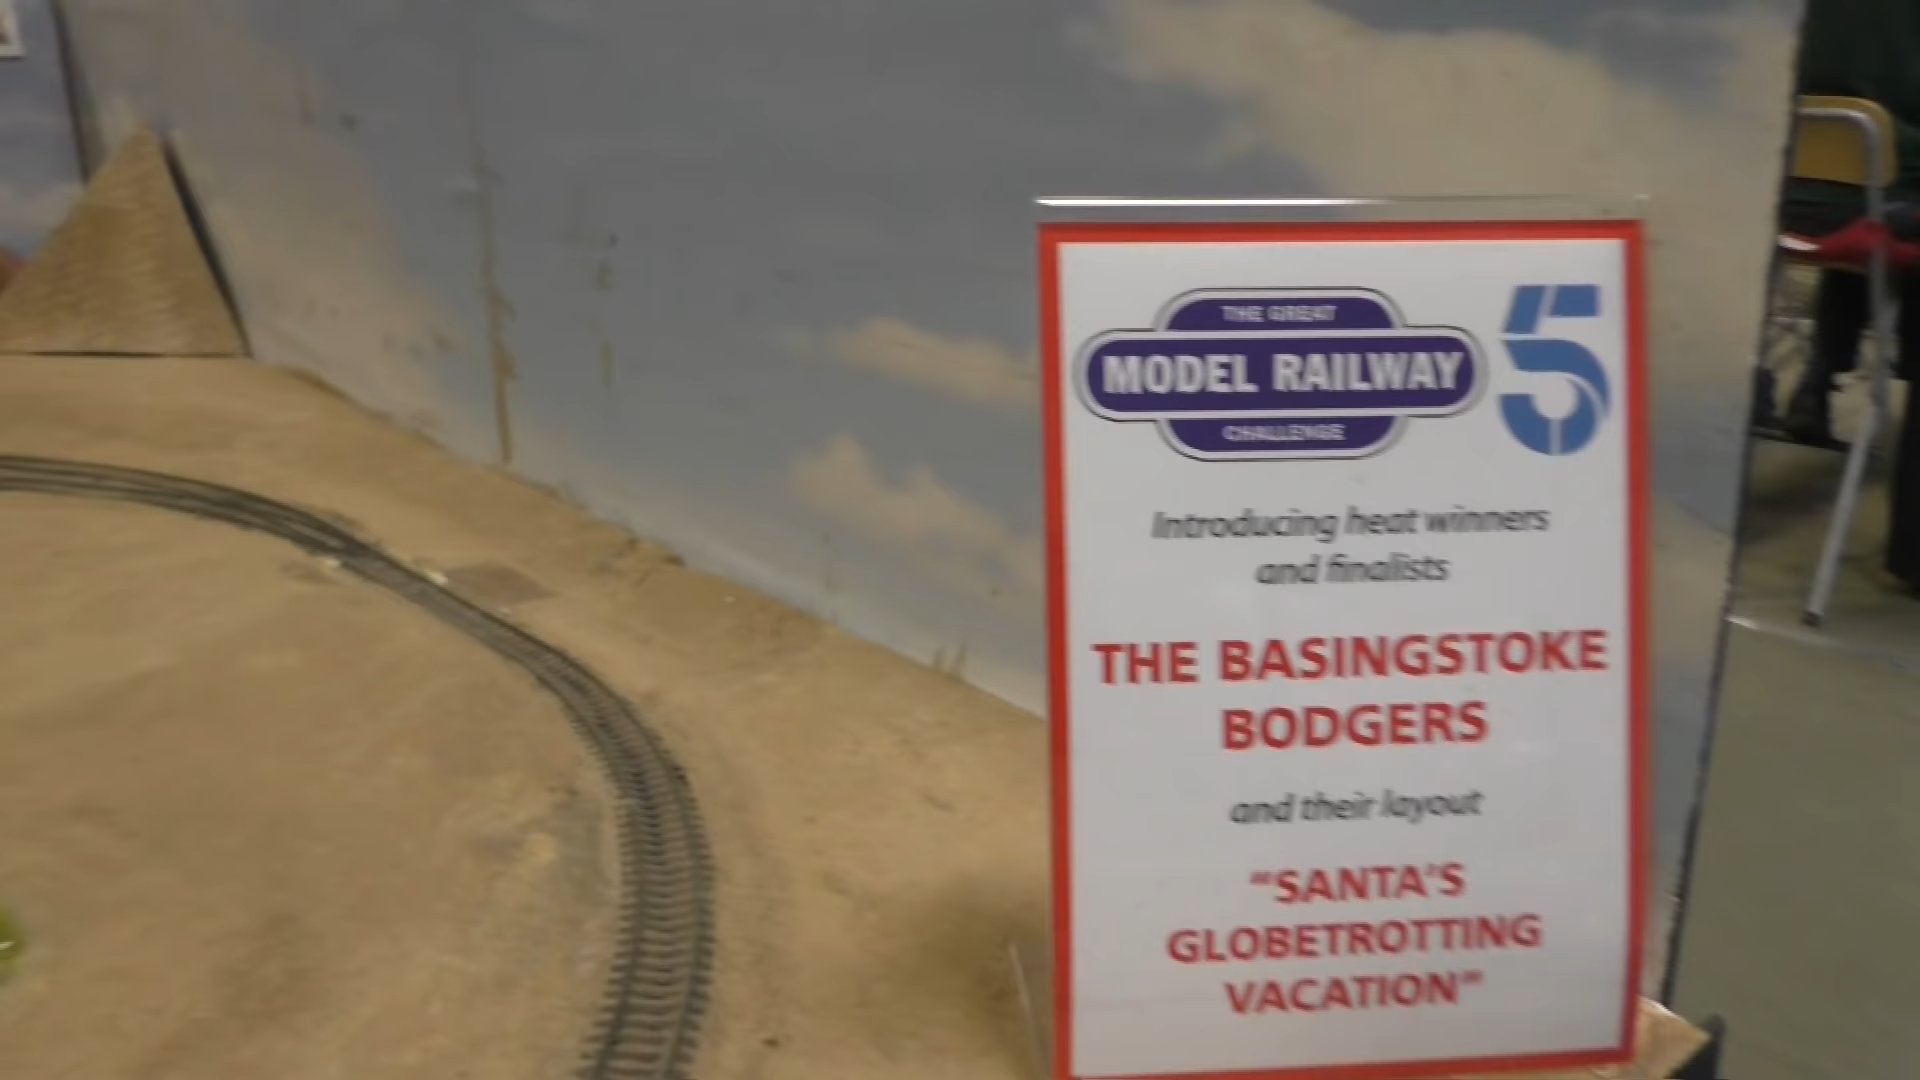 THE GREAT
MODEL RAILWAY
CHALLENGE
5
Introducing heat winners
and finalists
THE BASINGSTOKE
BODGERS
and their layout
“SANTA'S
GLOBETROTTING
VACATION”